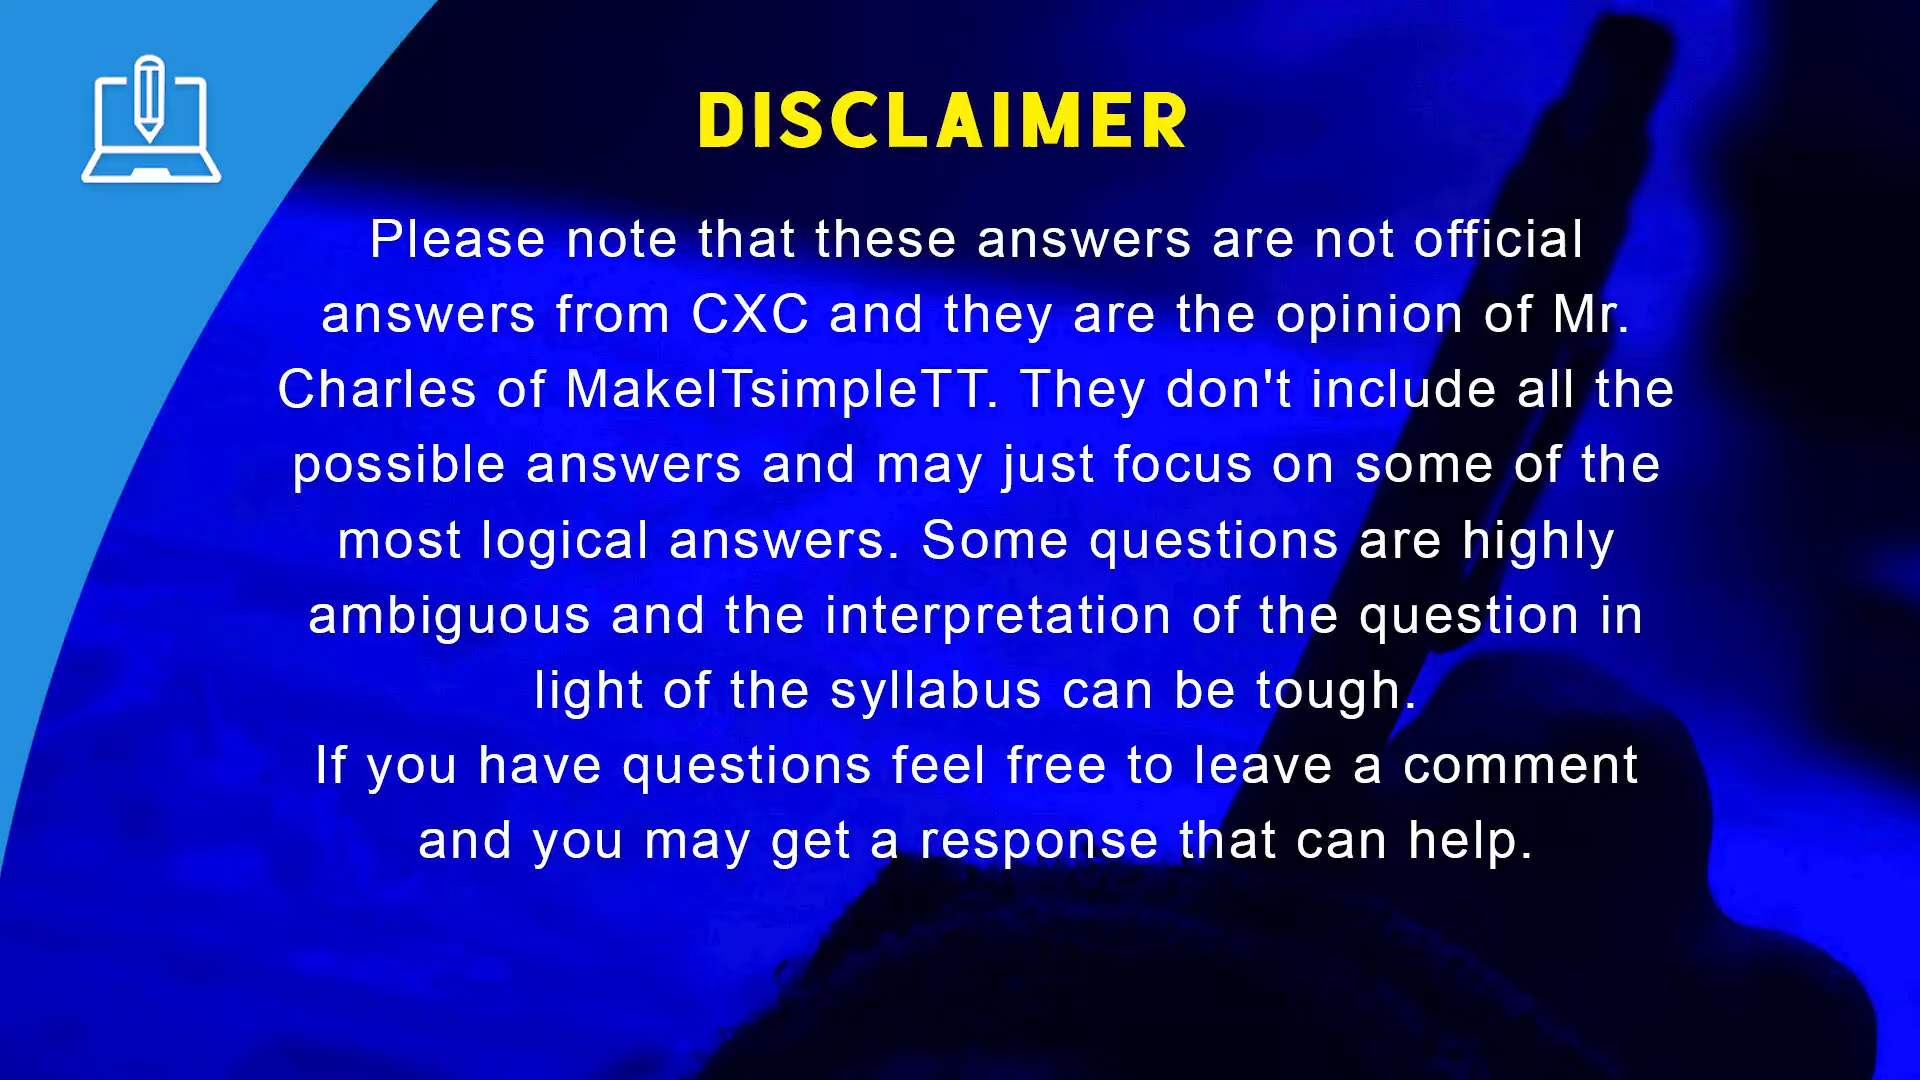 DISCLAIMER
Please note that these answers are not official
answers from CXC and they are the opinion of Mr.
Charles of MakeITsimpleTT. They don't include all the
possible answers and may just focus on some of the
most logical answers. Some questions are highly
ambiguous and the interpretation of the question in
light of the syllabus can be tough.
If you have questions feel free to leave a comment
and you may get a response that can help.